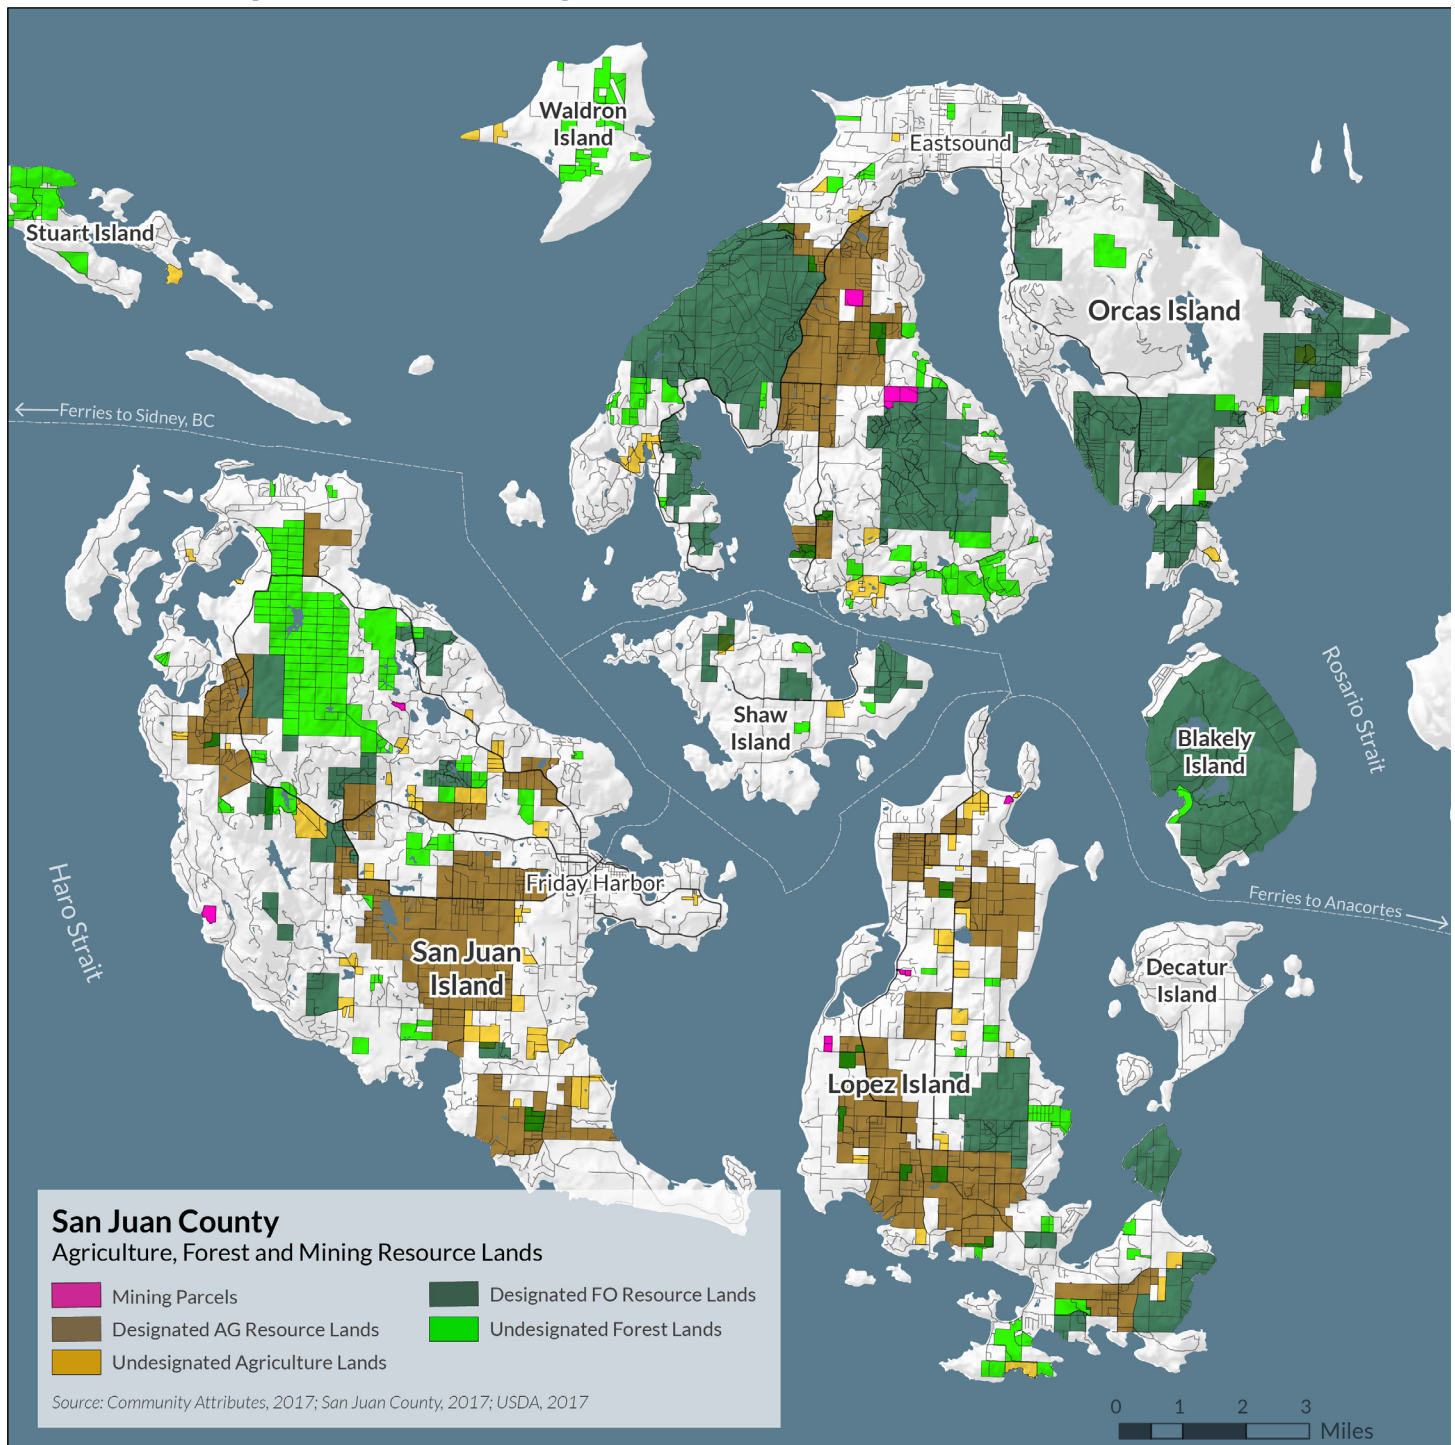 Waldron
Island
Eastsound
Stuart Island
Orcas Island
Ferries to Sidney, BC
Rosario Strait
Shaw
Island
Blakely
Island
Haro Strait
Friday Harbor
Ferries to Anacortes
San Juan
Island
Decatur
Island
Lopez Island
San Juan County
Agriculture, Forest and Mining Resource Lands
Mining Parcels
Designated AG Resource Lands
Undesignated Agriculture Lands
Designated FO Resource Lands
Undesignated Forest Lands
Source: Community Attributes, 2017; San Juan County, 2017; USDA, 2017
0 1 2 3
Miles